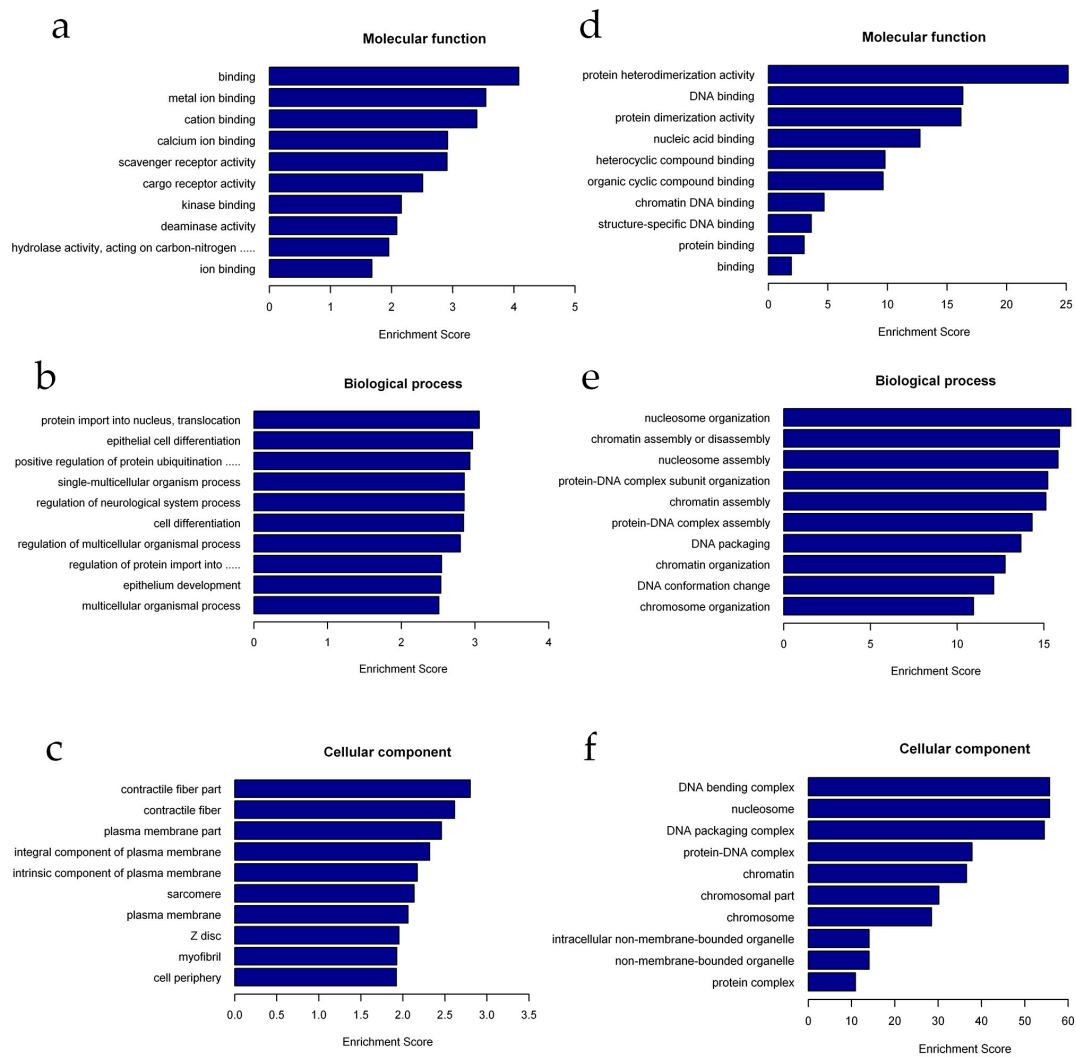 a
Molecular function
binding
metal ion binding
cation binding
calcium ion binding
scavenger receptor activity
cargo receptor activity
kinase binding
deaminase activity
hydrolase activity, acting on carbon-nitrogen .....
ion binding
0 1 2 3 4 5
Enrichment Score
d
Molecular function
protein heterodimerization activity
DNA binding
protein dimerization activity
nucleic acid binding
heterocyclic compound binding
organic cyclic compound binding
chromatin DNA binding
structure-specific DNA binding
protein binding
binding
0 5 10 15 20 25
Enrichment Score
b
Biological process
protein import into nucleus, translocation
epithelial cell differentiation
positive regulation of protein ubiquitination .....
single-multicellular organism process
regulation of neurological system process
cell differentiation
regulation of multicellular organismal process
regulation of protein import into .....
epithelium development
multicellular organismal process
0 1 2 3 4
Enrichment Score
e
Biological process
nucleosome organization
chromatin assembly or disassembly
nucleosome assembly
protein-DNA complex subunit organization
chromatin assembly
protein-DNA complex assembly
DNA packaging
chromatin organization
DNA conformation change
chromosome organization
0 5 10 15
Enrichment Score
c
Cellular component
contractile fiber part
contractile fiber
plasma membrane part
integral component of plasma membrane
intrinsic component of plasma membrane
sarcomere
plasma membrane
Z disc
myofibril
cell periphery
0.0 0.5 1.0 1.5 2.0 2.5 3.0 3.5
Enrichment Score
f
Cellular component
DNA bending complex
nucleosome
DNA packaging complex
protein-DNA complex
chromatin
chromosomal part
chromosome
intracellular non-membrane-bounded organelle
non-membrane-bounded organelle
protein complex
0 10 20 30 40 50 60
Enrichment Score